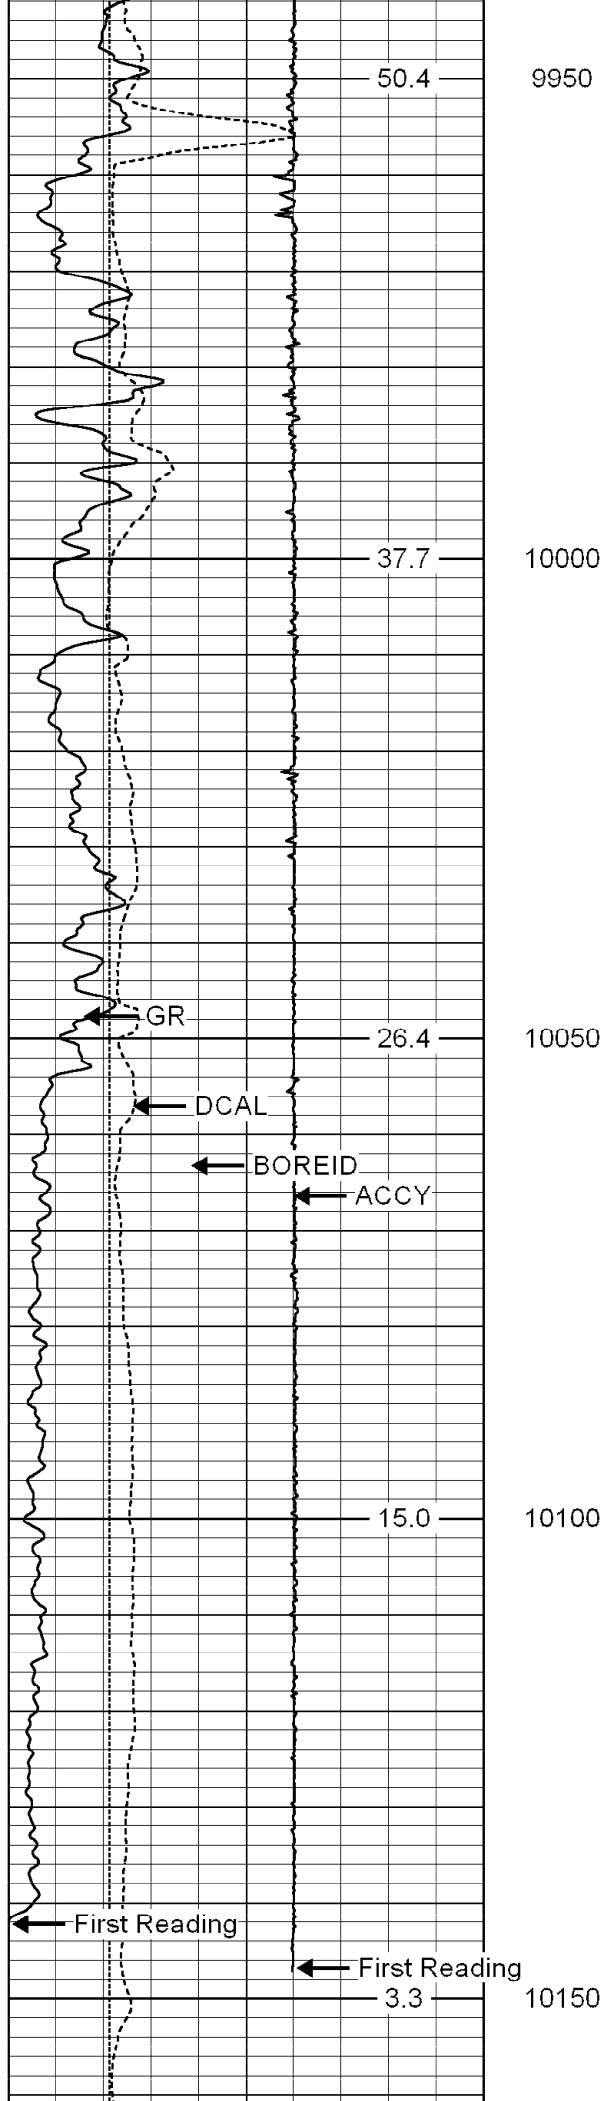 50.4 9950
37.7 10000
GR
26.4 10050
DCAL
BOREID
ACCY
15.0 10100
First Reading
First Reading
3.3 10150